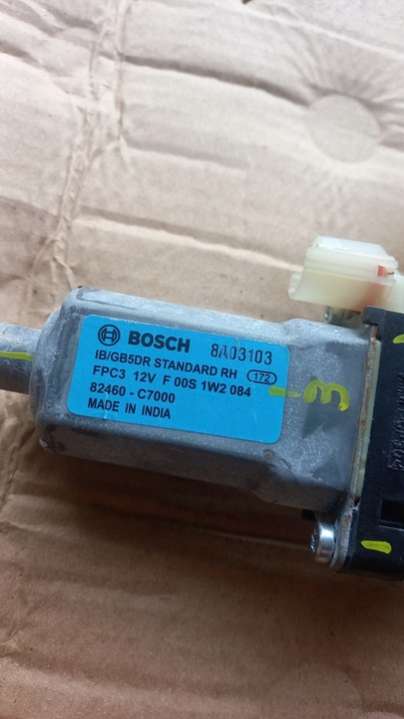 BOSCH 8A03103
IB/GB5DR STANDARD RH
FPC3 12V F 00S 1W2 084 172
82460 - C7000
MADE IN INDIA